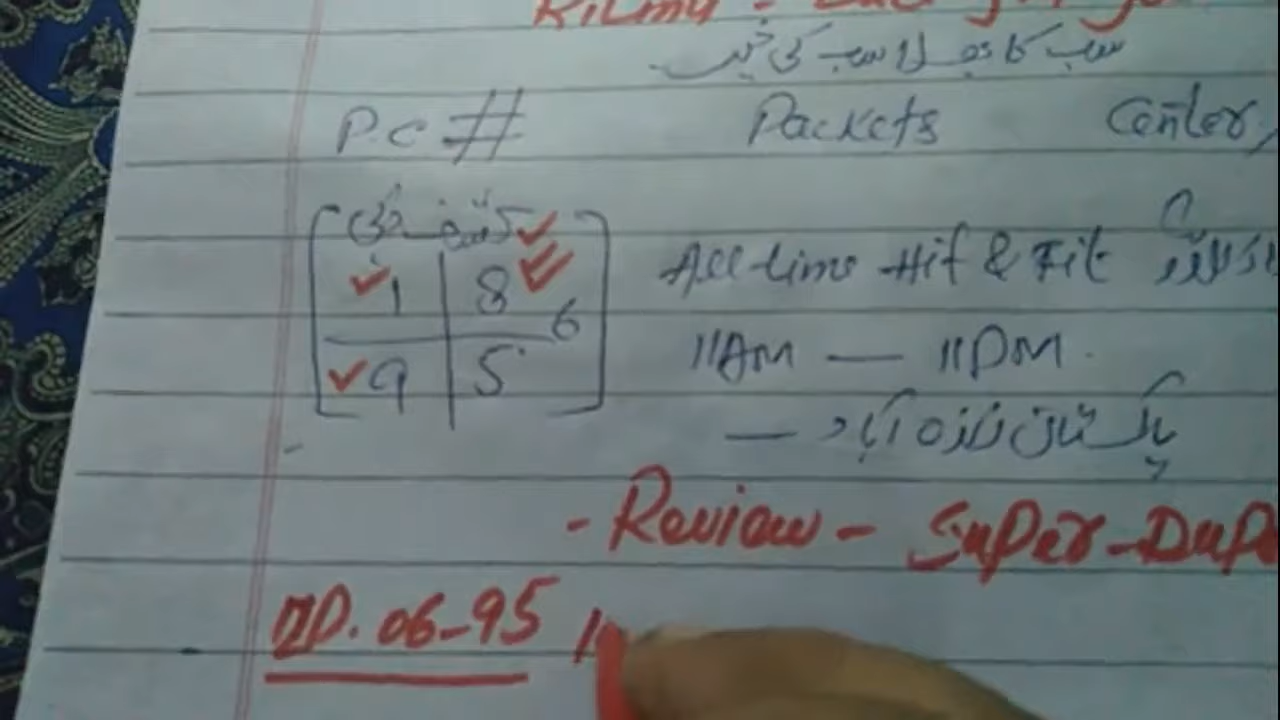 سب کا بھلا سب کی خیر
P.C # Packets Center,
1 8 All time Hit & Fit
6
9 5 11AM — 11PM.
پاکستان زندہ آباد —
- Review - Super-Dupe
06-95